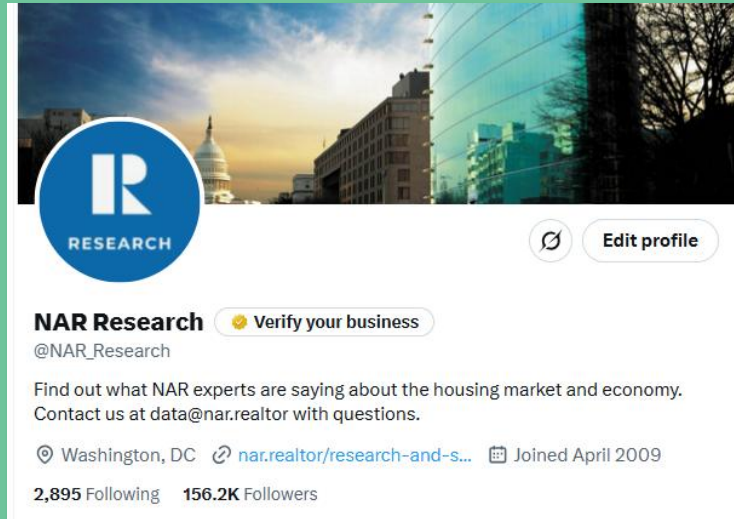 R
RESEARCH
Edit profile
NAR Research Verify your business
@NAR_Research
Find out what NAR experts are saying about the housing market and economy.
Contact us at data@nar.realtor with questions.
Washington, DC nar.realtor/research-and-s... Joined April 2009
2,895 Following 156.2K Followers